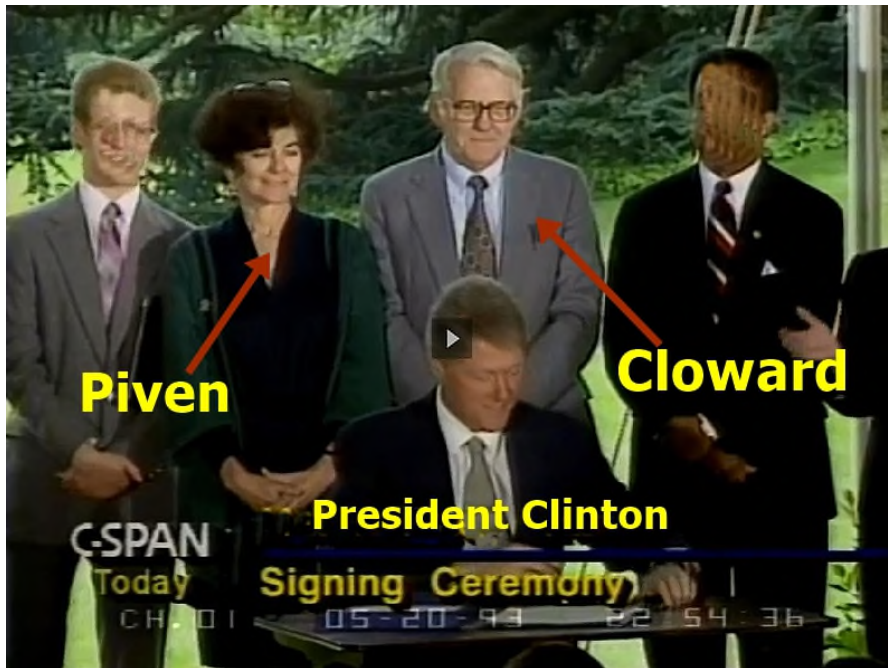 Piven
Cloward
President Clinton
C-SPAN
Today Signing Ceremony
CH. 01 05-20-93 22 54:36